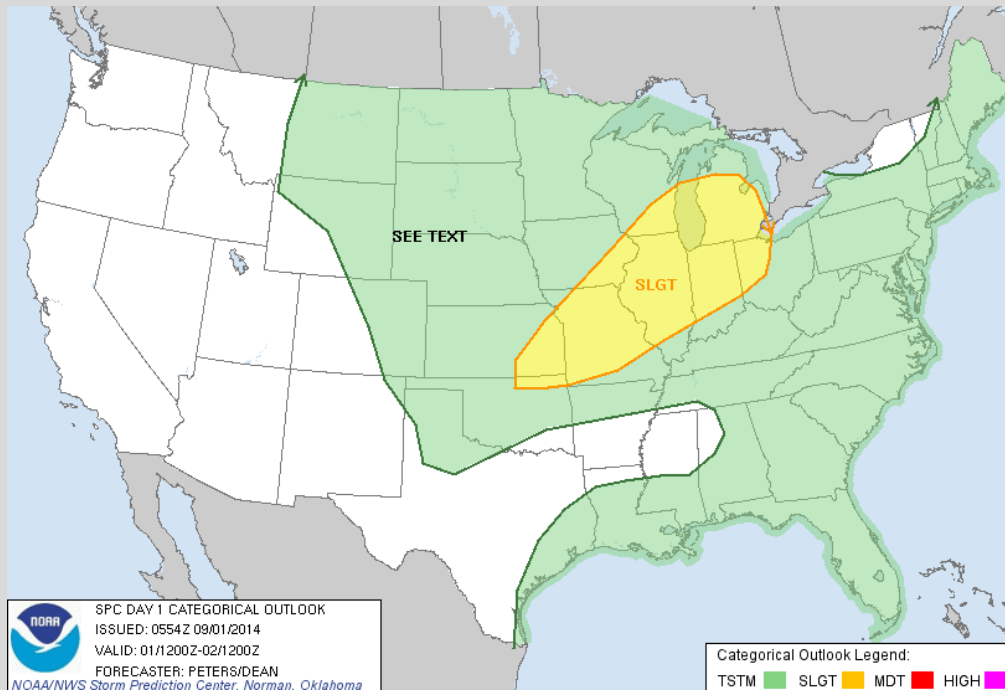 SEE TEXT
SLGT
NOAA
SPC DAY 1 CATEGORICAL OUTLOOK
ISSUED: 0554Z 09/01/2014
VALID: 01/1200Z-02/1200Z
FORECASTER: PETERS/DEAN
NOAA/NWS Storm Prediction Center, Norman, Oklahoma
Categorical Outlook Legend:
TSTM SLGT MDT HIGH